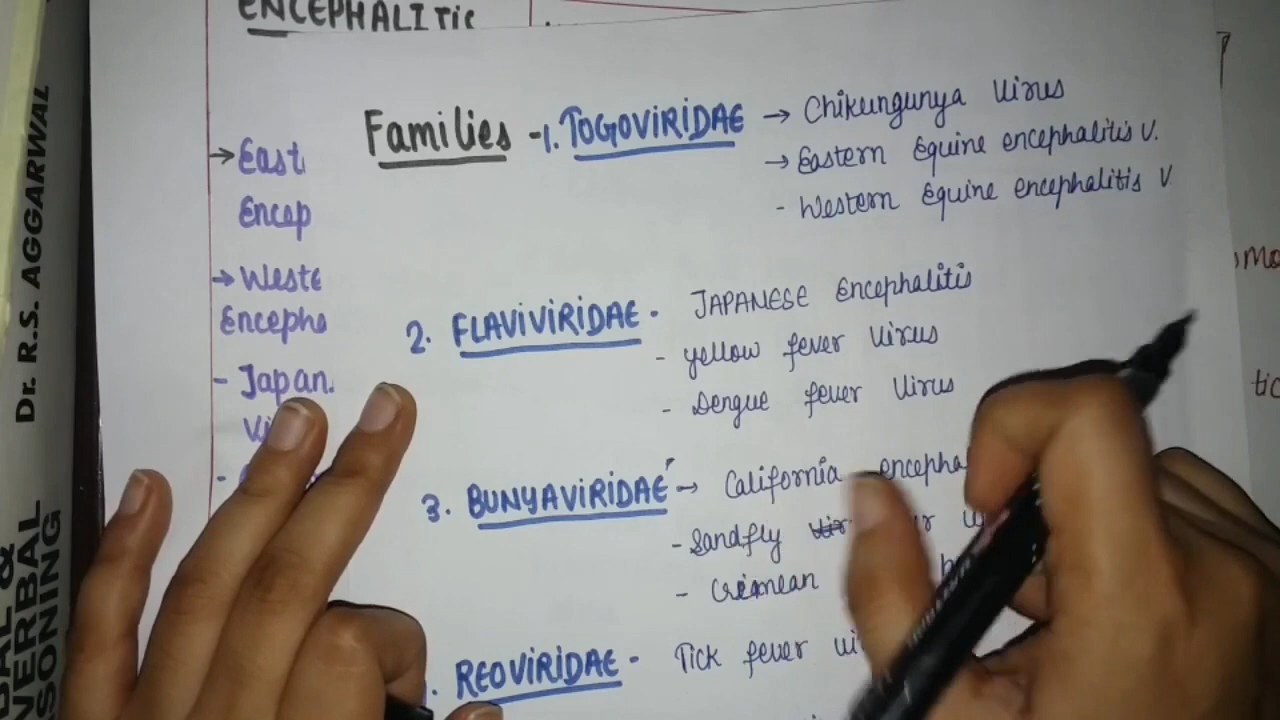 ENCEPHALITIC
Families - 1. TOGOVIRIDAE → Chikungunya Virus
→ Eastern Equine encephalitis V.
- Western Equine encephalitis V
2. FLAVIVIRIDAE - JAPANESE Encephalitis
- yellow fever Virus
- Dengue fever Virus
3. BUNYAVIRIDAE → California encepha
- Sandfly
- Crimean
REOVIRIDAE - Tick fever vi
→ East
Encep
→ Weste
Encepha
- Japan.
Vi
Dr. R.S. AGGARWAL
VERBAL